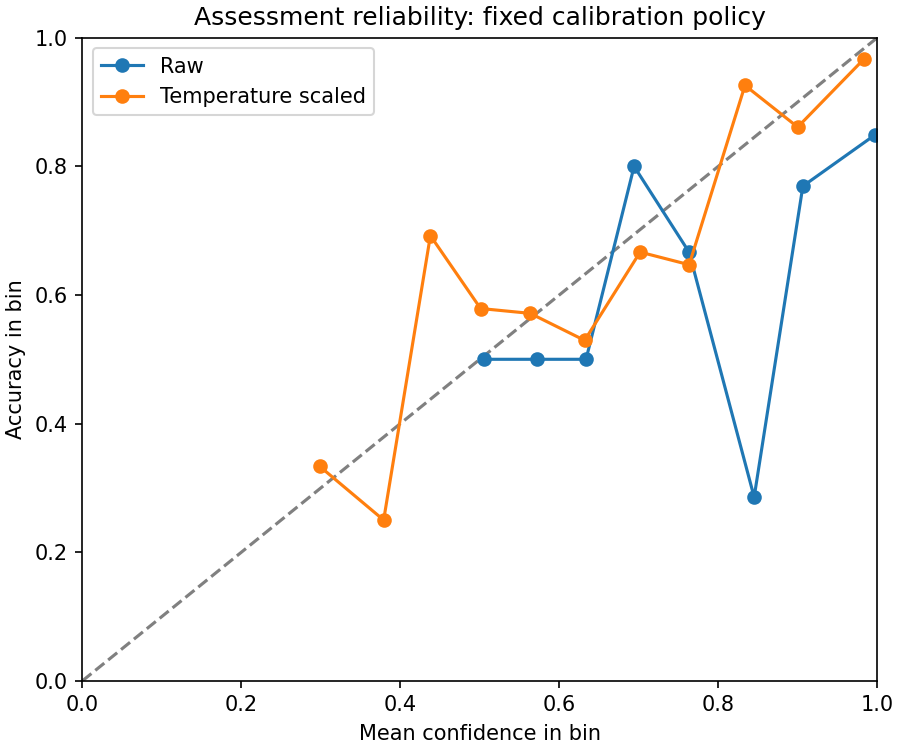 Assessment reliability: fixed calibration policy
Raw
Temperature scaled
1.0
0.8
0.6
0.4
0.2
0.0
Accuracy in bin
0.0 0.2 0.4 0.6 0.8 1.0
Mean confidence in bin